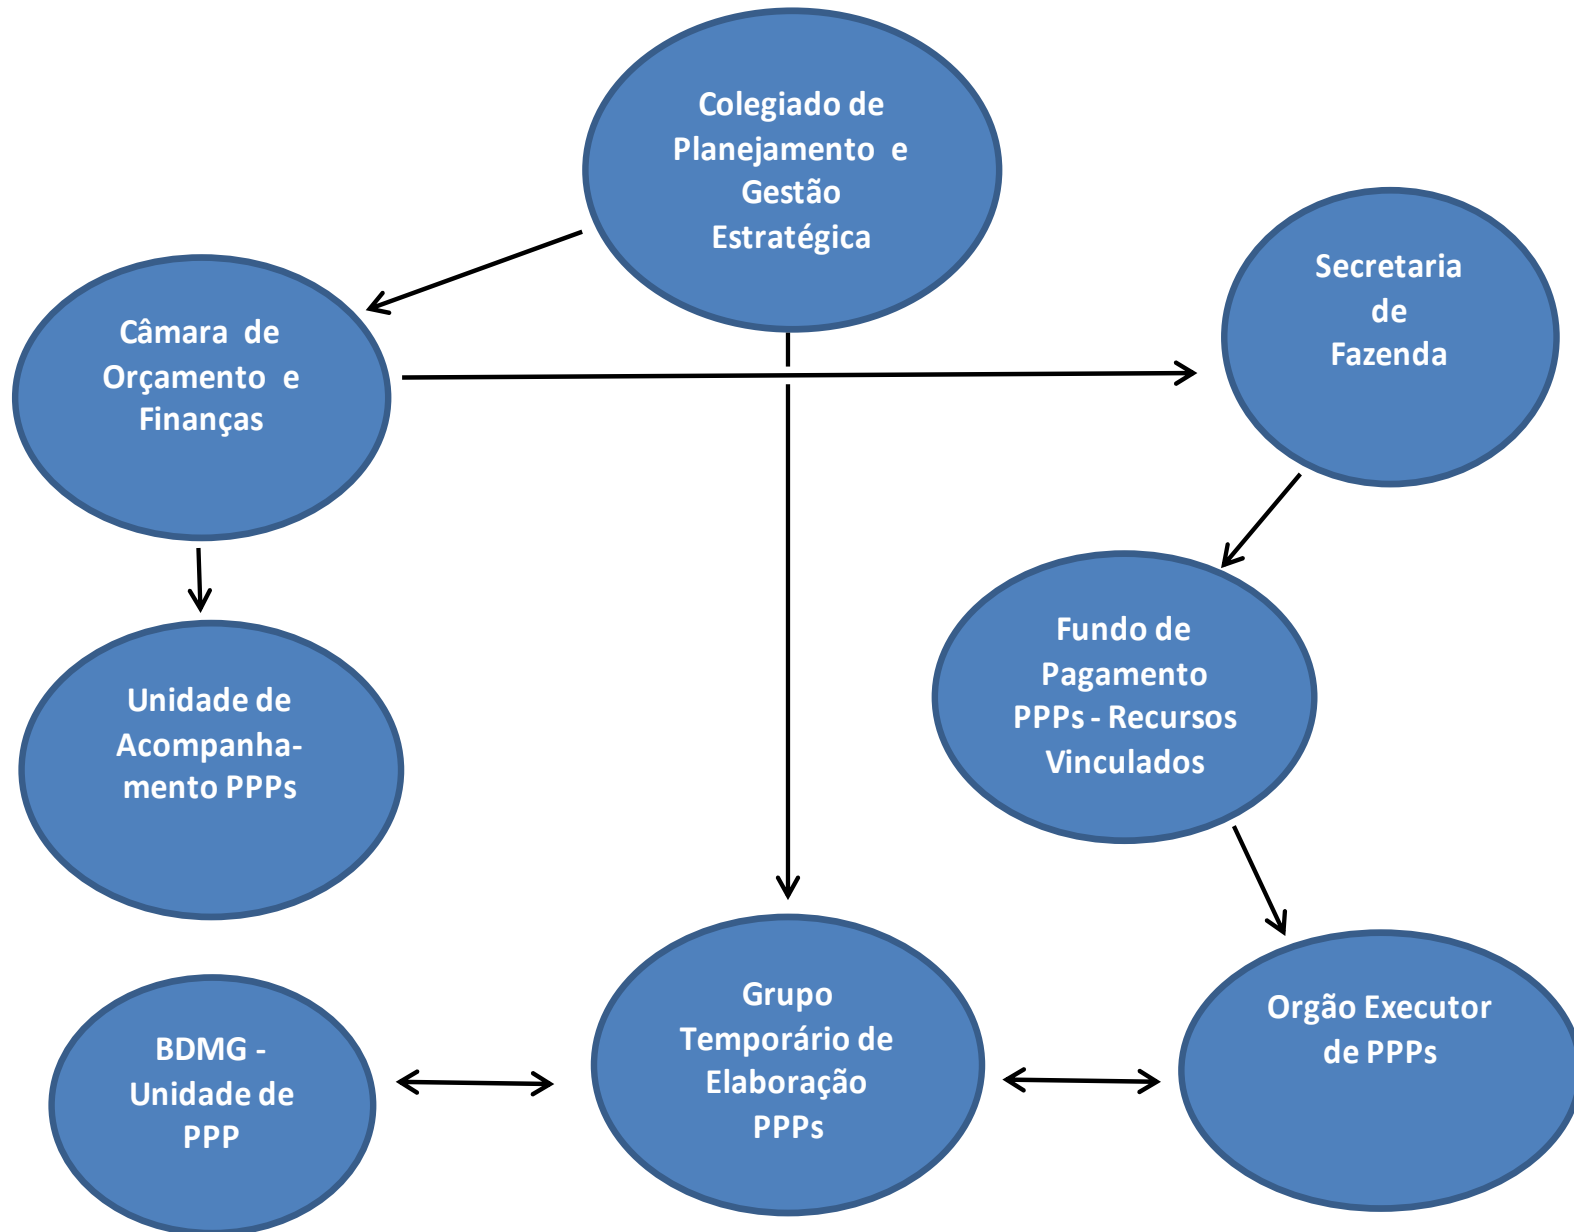 Colegiado de
Planejamento e
Gestão
Estratégica
Secretaria
de
Fazenda
Câmara de
Orçamento e
Finanças
Fundo de
Pagamento
PPPs - Recursos
Vinculados
Unidade de
Acompanha-
mento PPPs
Grupo
Temporário de
Elaboração
PPPs
Orgão Executor
de PPPs
BDMG -
Unidade de
PPP